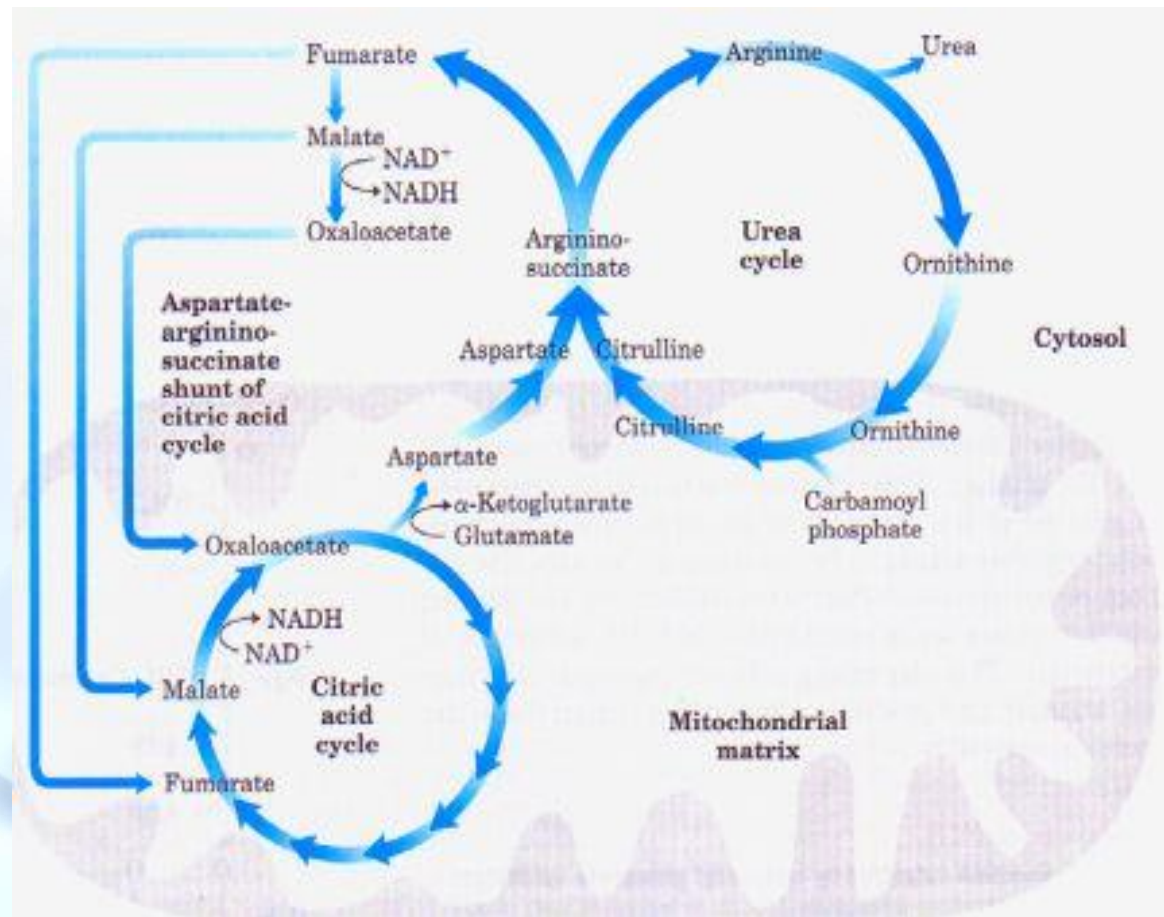 Fumarate
Arginine
Urea
Malate
NAD+
NADH
Oxaloacetate
Arginino-
succinate
Urea
cycle
Ornithine
Aspartate-
arginino-
succinate
shunt of
citric acid
cycle
Aspartate
Citrulline
Cytosol
Citrulline
Ornithine
Aspartate
α-Ketoglutarate
Glutamate
Carbamoyl
phosphate
Oxaloacetate
NADH
NAD+
Malate
Citric
acid
cycle
Mitochondrial
matrix
Fumarate